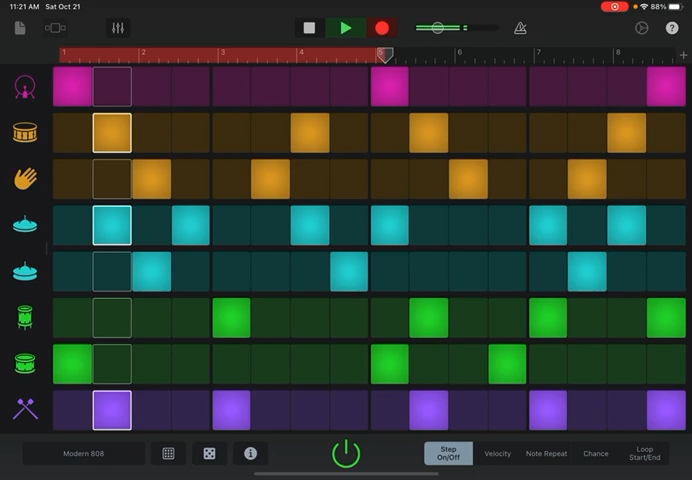 11:21 AM Sat Oct 21
88%
1 2 3 4 5 6 7 8
Modern 808
Step
On/Off
Velocity
Note Repeat
Chance
Loop
Start/End